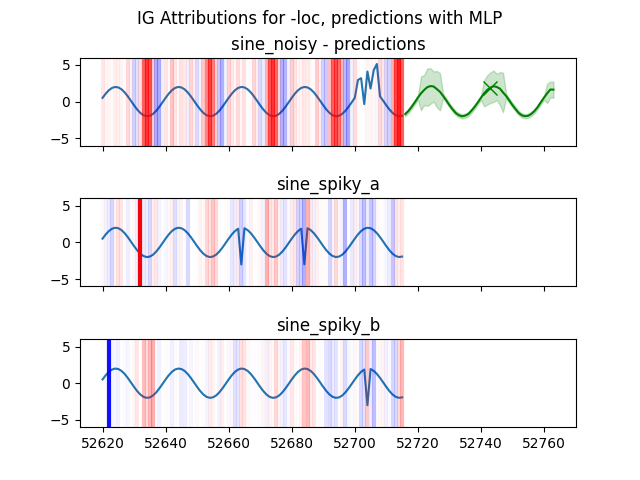 IG Attributions for -loc, predictions with MLP
sine_noisy - predictions
5
0
−5
sine_spiky_a
5
0
−5
sine_spiky_b
5
0
−5
52620 52640 52660 52680 52700 52720 52740 52760